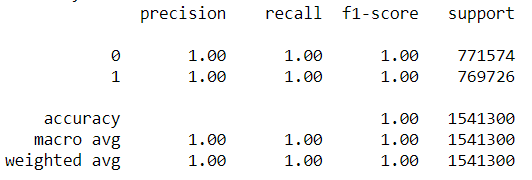 precision recall f1-score support
0 1.00 1.00 1.00 771574
1 1.00 1.00 1.00 769726
accuracy 1.00 1541300
macro avg 1.00 1.00 1.00 1541300
weighted avg 1.00 1.00 1.00 1541300